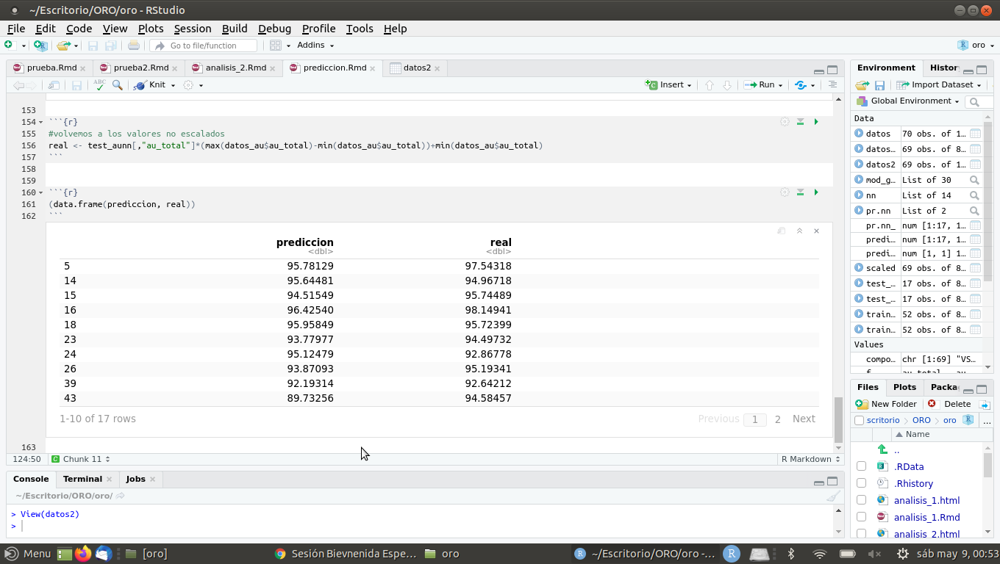 ~/Escritorio/ORO/oro - RStudio
File Edit Code View Plots Session Build Debug Profile Tools Help
Go to file/function Addins oro
prueba.Rmd prueba2.Rmd analisis_2.Rmd prediccion.Rmd datos2
ABC Knit Insert Run
153
154 ```{r}
155 #volvemos a los valores no escalados
156 real <- test_aunn[,"au_total"]*(max(datos_au$au_total)-min(datos_au$au_total))+min(datos_au$au_total)
157 ```
158
159
160 ```{r}
161 (data.frame(prediccion, real))
162 ```
prediccion real
<dbl> <dbl>
5 95.78129 97.54318
14 95.64481 94.96718
15 94.51549 95.74489
16 96.42540 98.14941
18 95.95849 95.72399
23 93.77977 94.49732
24 95.12479 92.86778
26 93.87093 95.19341
39 92.19314 92.64212
43 89.73256 94.58457
1-10 of 17 rows Previous 1 2 Next
163
124:50 Chunk 11 R Markdown
Console Terminal Jobs
~/Escritorio/ORO/oro/
> View(datos2)
>
Environment Histor
Import Dataset
Global Environment
Data
datos 70 obs. of 1…
datos… 69 obs. of 8…
datos2 69 obs. of 1…
mod_g… List of 30
nn List of 14
pr.nn List of 2
pr.nn_ num [1:17, 1…
predi… num [1:17, 1…
predi… num [1, 1] 1…
scaled 69 obs. of 8…
test_… 17 obs. of 8…
test_… 17 obs. of 8…
train… 52 obs. of 8…
train… 52 obs. of 8…
Values
compo… chr [1:69] "VS…
Files Plots Packa
New Folder Delete
scritorio ORO oro ...
Name
..
.RData
.Rhistory
analisis_1.html
analisis_1.Rmd
analisis_2.html
Menu [oro] Sesión Bievnenida Espe… oro ~/Escritorio/ORO/oro -… sáb may 9, 00:53